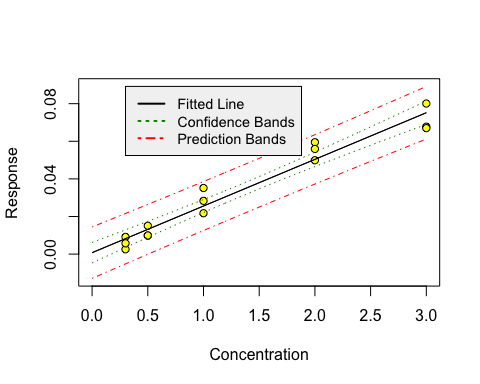 Fitted Line
Confidence Bands
Prediction Bands
0.08
0.04
0.00
Response
0.0 0.5 1.0 1.5 2.0 2.5 3.0
Concentration